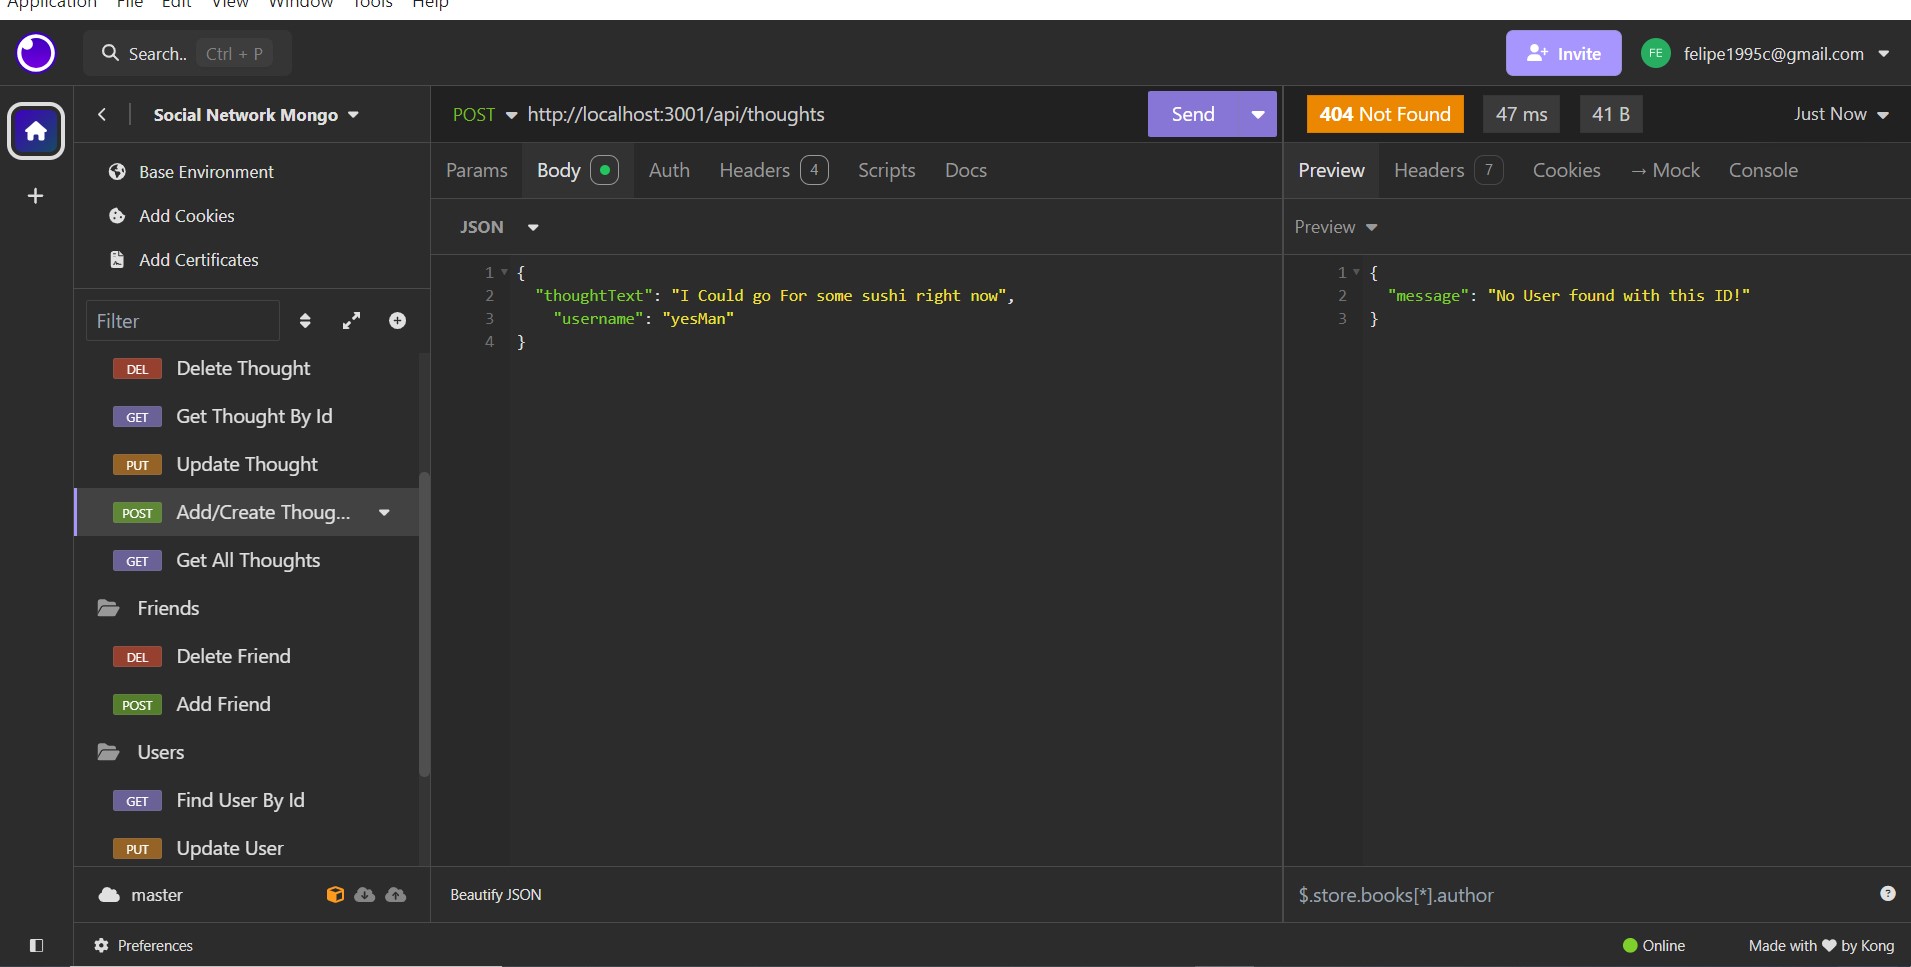 Application File Edit View Window Tools Help
Search.. Ctrl + P
Invite
FE felipe1995c@gmail.com
Social Network Mongo
Base Environment
Add Cookies
Add Certificates
Filter
DEL Delete Thought
GET Get Thought By Id
PUT Update Thought
POST Add/Create Thoug...
GET Get All Thoughts
Friends
DEL Delete Friend
POST Add Friend
Users
GET Find User By Id
PUT Update User
master
POST http://localhost:3001/api/thoughts Send
Params Body Auth Headers 4 Scripts Docs
JSON
1 {
2 "thoughtText": "I Could go For some sushi right now",
3 "username": "yesMan"
4 }
Beautify JSON
404 Not Found 47 ms 41 B Just Now
Preview Headers 7 Cookies → Mock Console
Preview
1 {
2 "message": "No User found with this ID!"
3 }
$.store.books[*].author ?
Preferences
Online
Made with ♥ by Kong